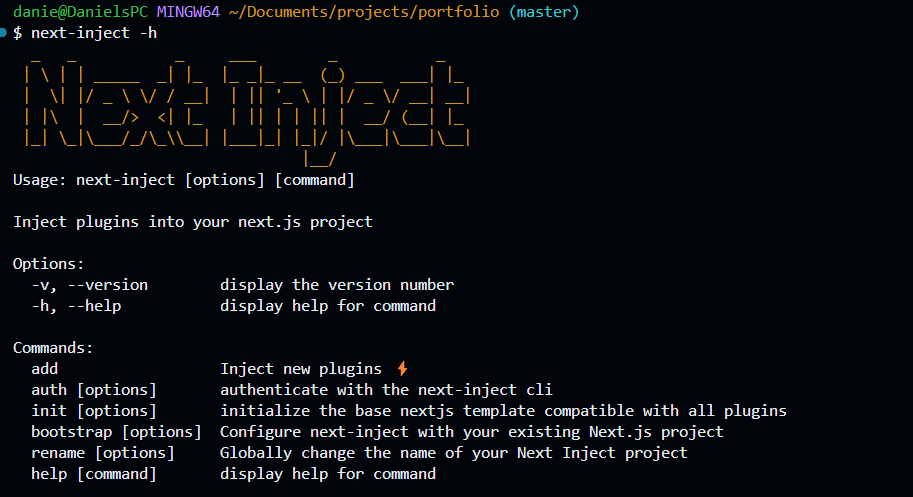 danie@DanielsPC MINGW64 ~/Documents/projects/portfolio (master)
$ next-inject -h
Next Inject
Usage: next-inject [options] [command]
Inject plugins into your next.js project
Options:
-v, --version display the version number
-h, --help display help for command
Commands:
add Inject new plugins ⚡
auth [options] authenticate with the next-inject cli
init [options] initialize the base nextjs template compatible with all plugins
bootstrap [options] Configure next-inject with your existing Next.js project
rename [options] Globally change the name of your Next Inject project
help [command] display help for command